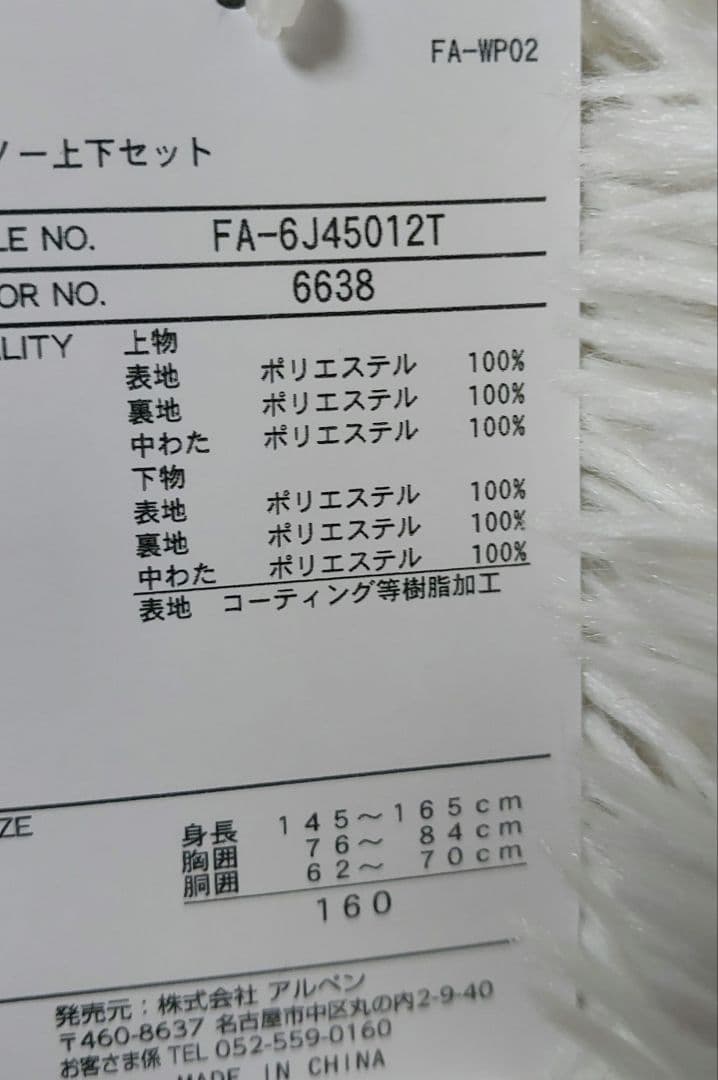 FA-WP02
ノー上下セット
LE NO. FA-6J45012T
OR NO. 6638
LITY 上物
表地 ポリエステル 100%
裏地 ポリエステル 100%
中わた ポリエステル 100%
下物
表地 ポリエステル 100%
裏地 ポリエステル 100%
中わた ポリエステル 100%
表地 コーティング等樹脂加工
ZE
身長 145〜165cm
胸囲 76〜 84cm
胴囲 62〜 70cm
160
発売元：株式会社 アルペン
〒460-8637 名古屋市中区丸の内2-9-40
お客さま係 TEL 052-559-0160
MADE IN CHINA